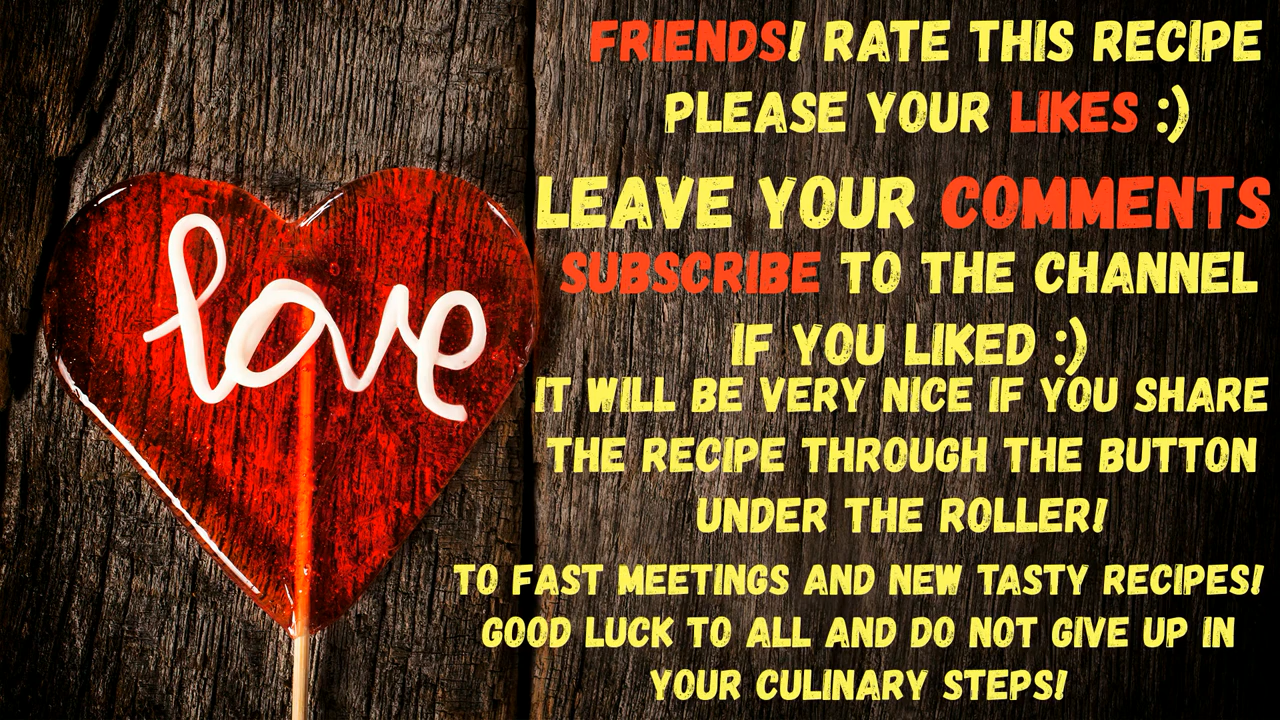 love
FRIENDS! RATE THIS RECIPE
PLEASE YOUR LIKES :)
LEAVE YOUR COMMENTS
SUBSCRIBE TO THE CHANNEL
IF YOU LIKED :)
IT WILL BE VERY NICE IF YOU SHARE
THE RECIPE THROUGH THE BUTTON
UNDER THE ROLLER!
TO FAST MEETINGS AND NEW TASTY RECIPES!
GOOD LUCK TO ALL AND DO NOT GIVE UP IN
YOUR CULINARY STEPS!